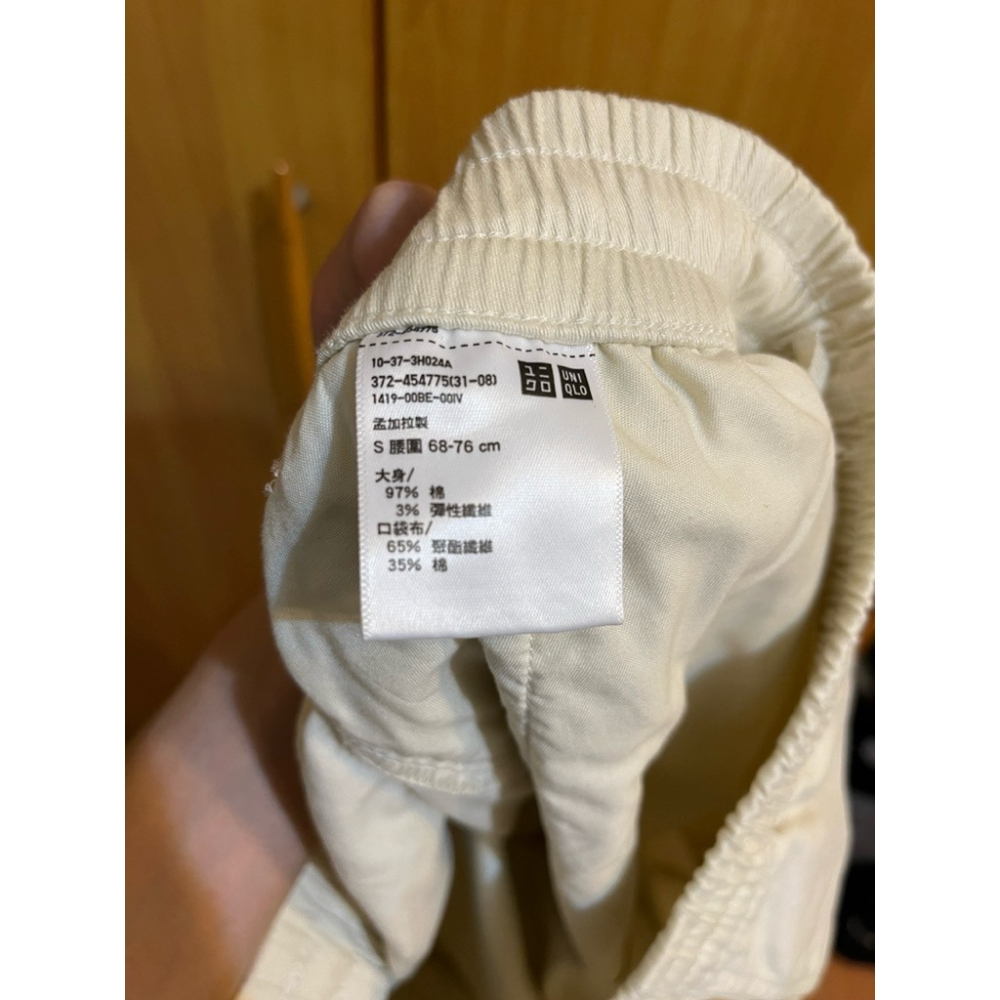 10-37-3H024A
372-454775(31-08)
1419-00BE-00IV
ユニ
クロ
UNI
QLO
孟加拉製
S 腰圍 68-76 cm
大身/
97% 棉
3% 彈性纖維
口袋布/
65% 聚酯纖維
35% 棉